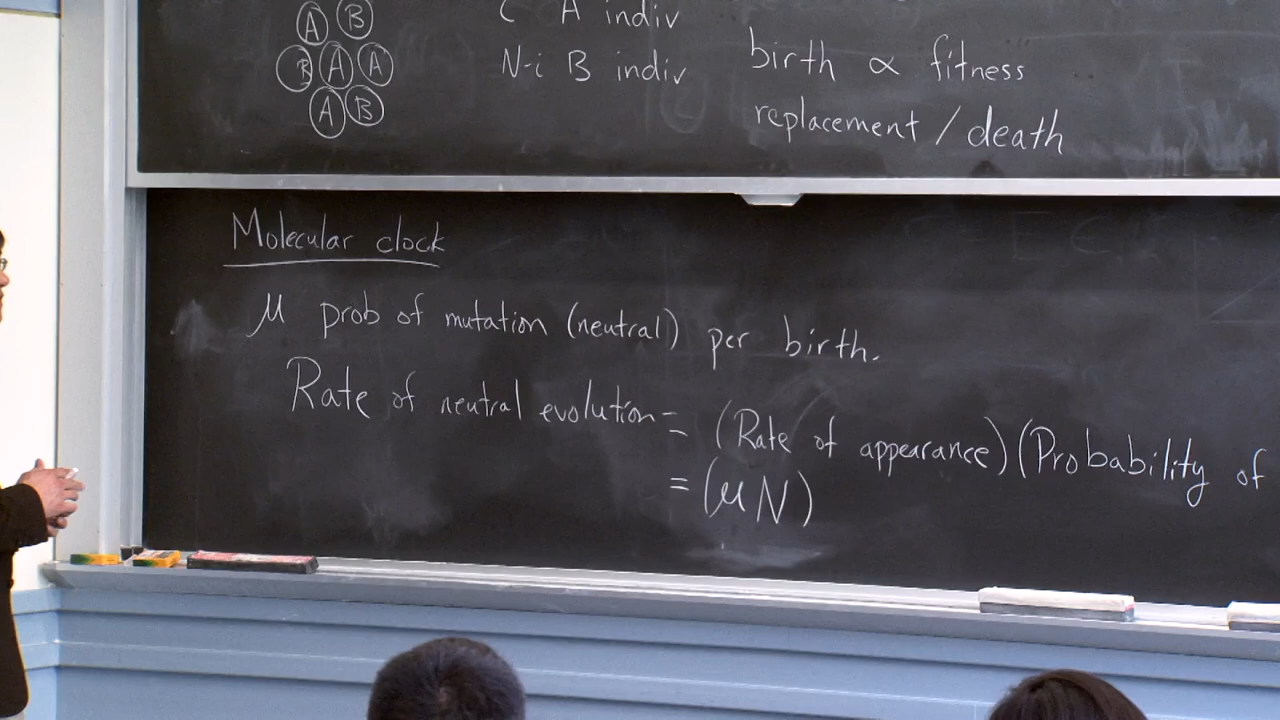 A B
B A A
A B
A indiv
N-i B indiv
birth ∝ fitness
replacement / death
Molecular clock
μ prob of mutation (neutral) per birth.
Rate of neutral evolution = (Rate of appearance)(Probability of
= (μN)